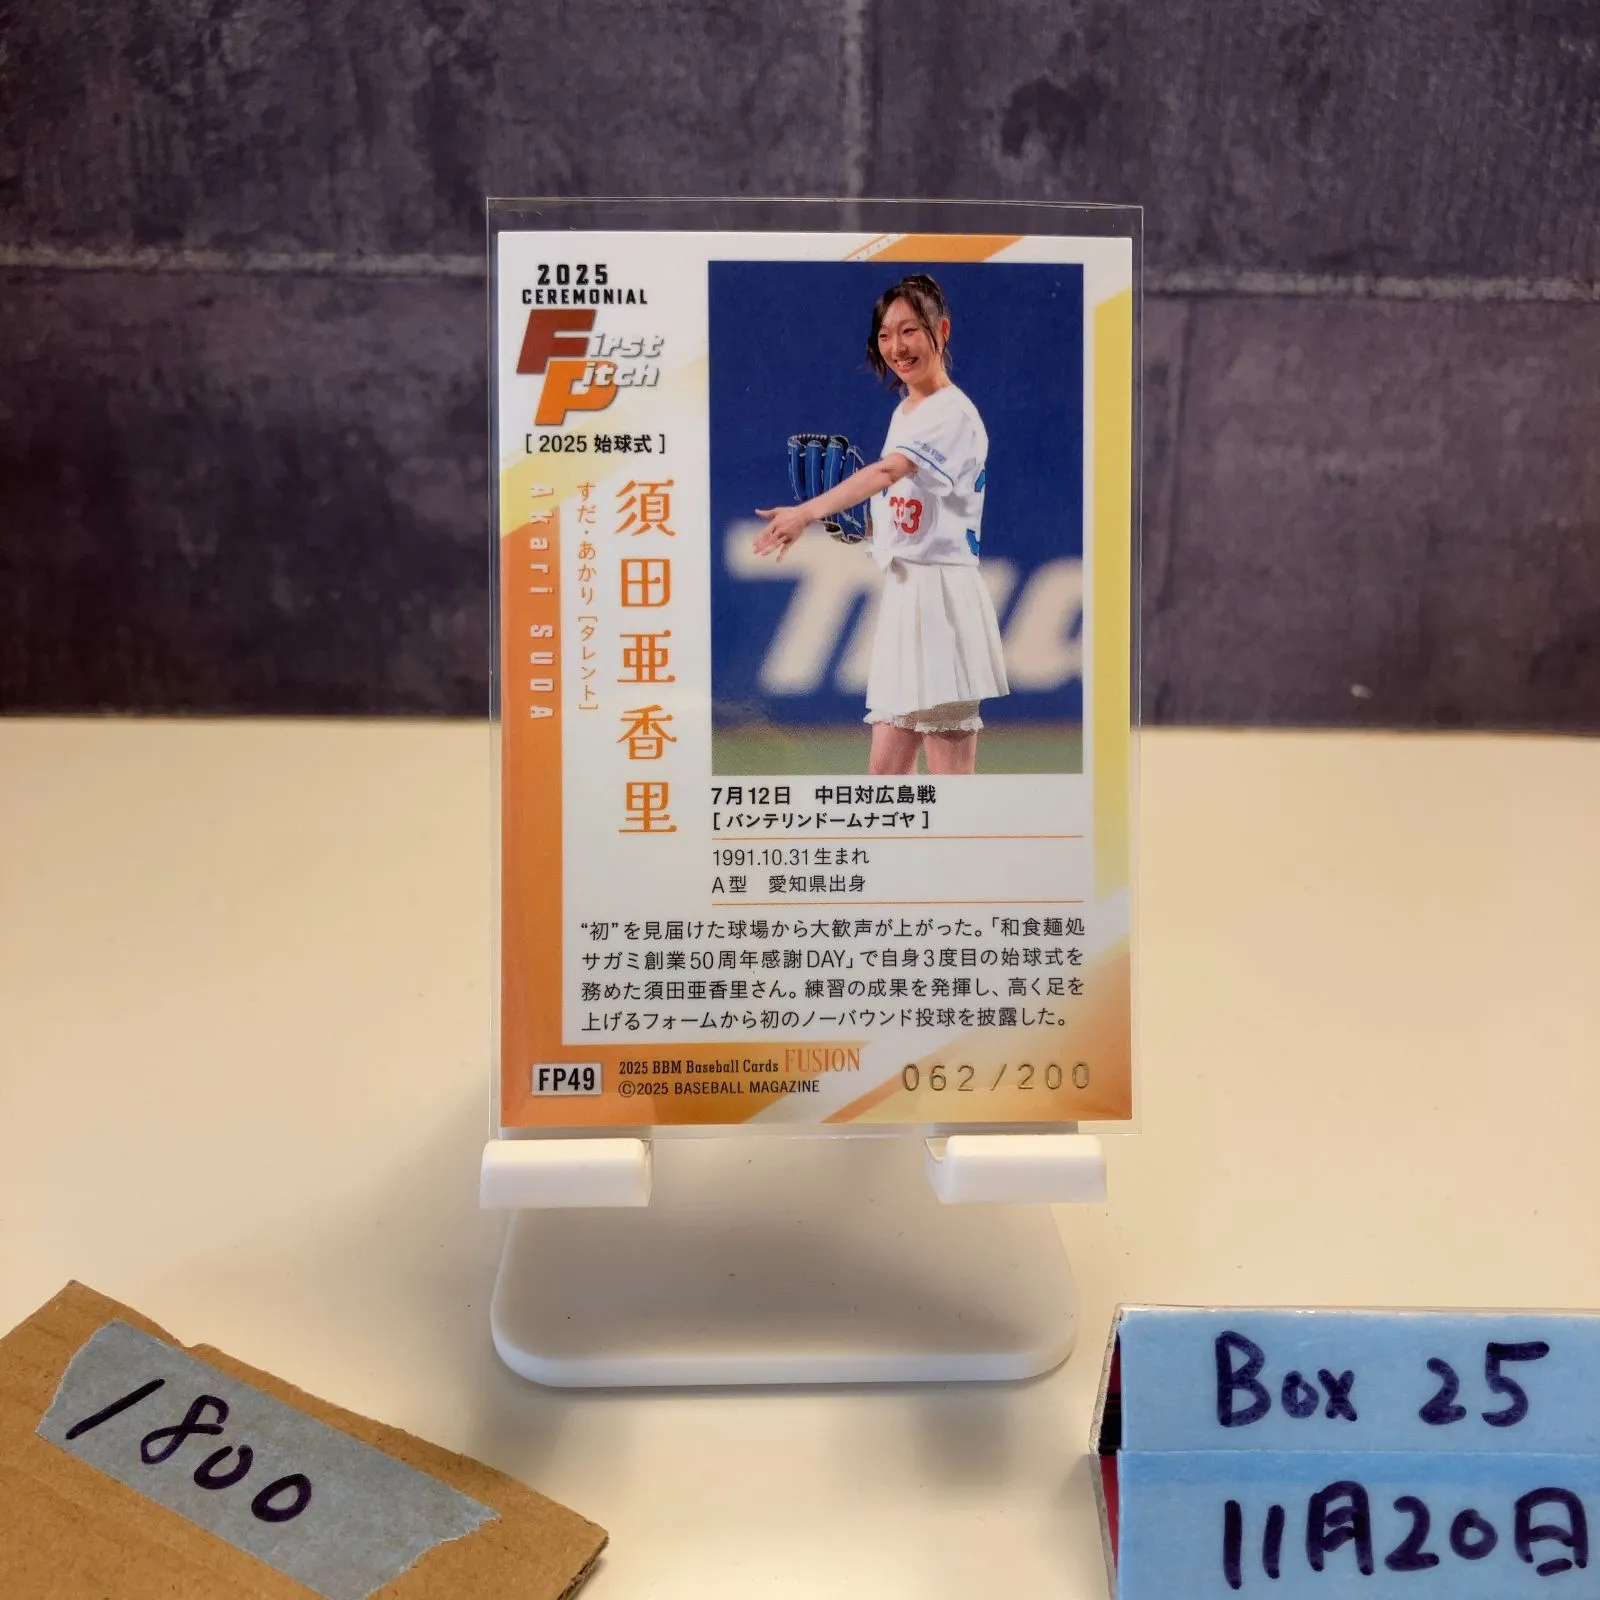 2025
CEREMONIAL
First
Pitch
[ 2025 始球式 ]
須田亜香里
すだ・あかり [タレント]
Akari SUDA
33
7月12日 中日対広島戦
[ バンテリンドームナゴヤ ]
1991.10.31生まれ
A型 愛知県出身
“初”を見届けた球場から大歓声が上がった。「和食麺処
サガミ創業50周年感謝DAY」で自身3度目の始球式を
務めた須田亜香里さん。練習の成果を発揮し、高く足を
上げるフォームから初のノーバウンド投球を披露した。
FP49
2025 BBM Baseball Cards FUSION
©2025 BASEBALL MAGAZINE
062/200
1800
Box 25
11月20日